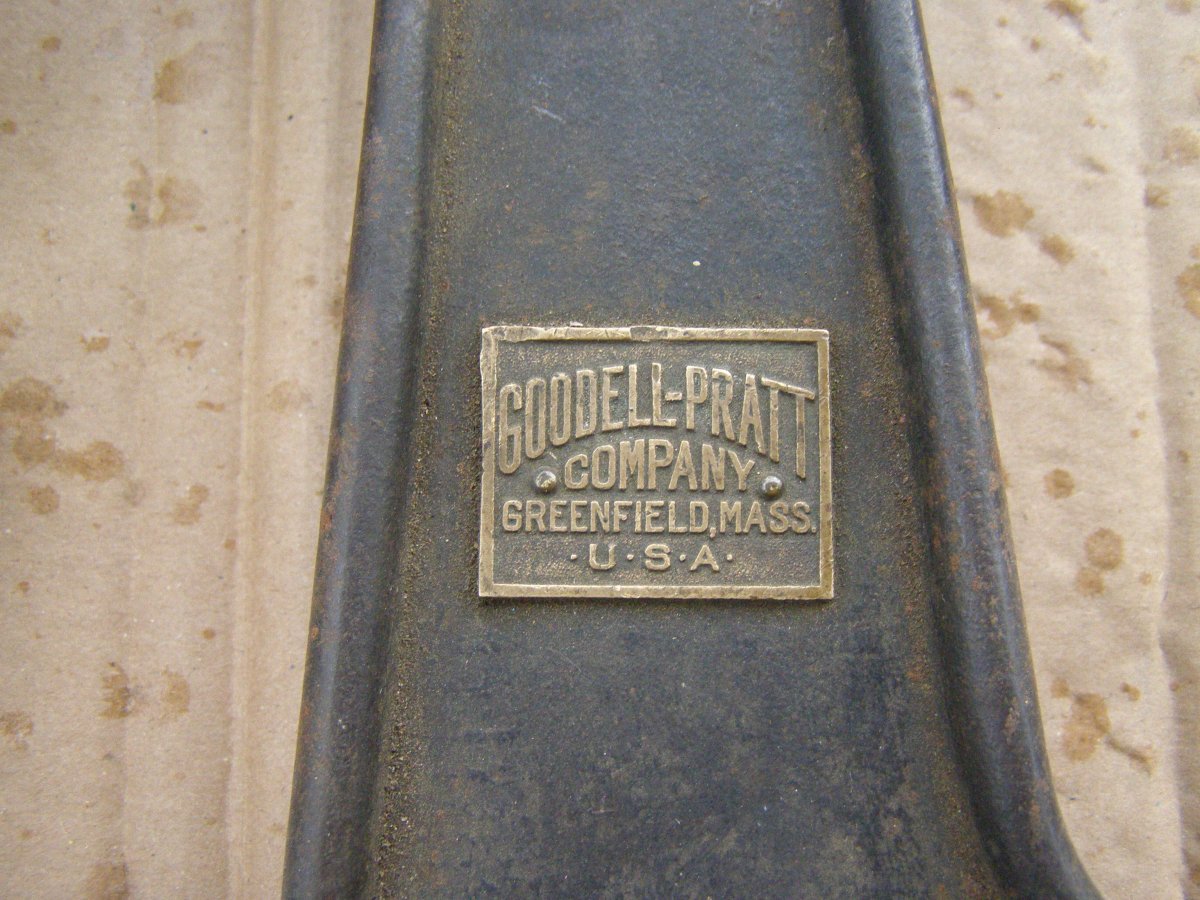 GOODELL-PRATT
COMPANY
GREENFIELD, MASS.
· U · S · A ·